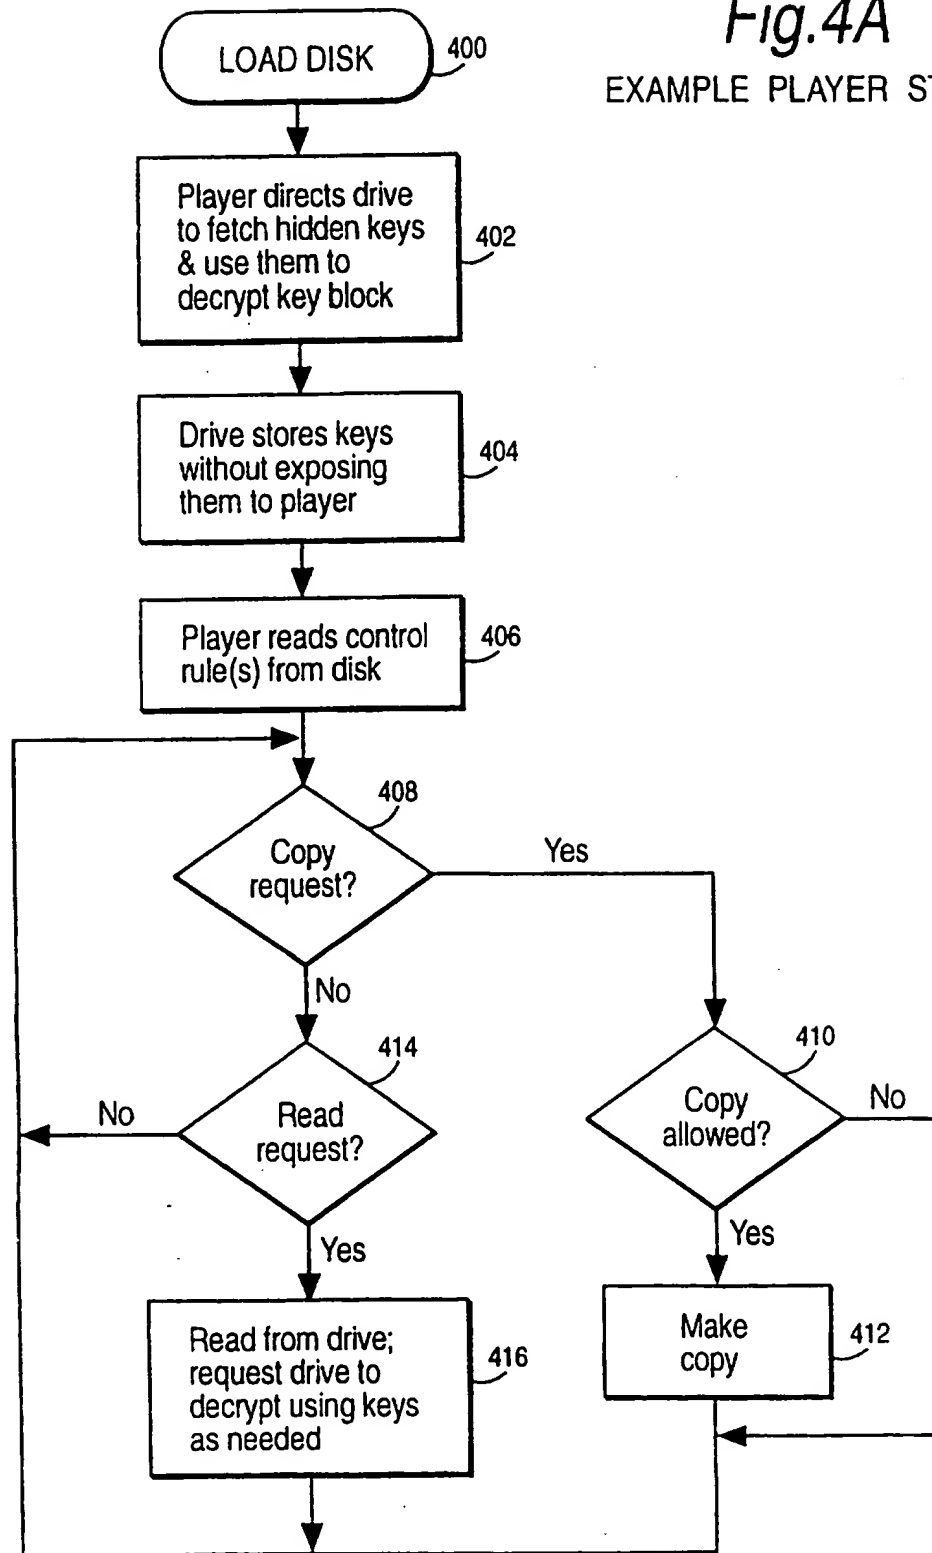 Fig.4A
EXAMPLE PLAYER
LOAD DISK
400
Player directs drive
to fetch hidden keys
& use them to
decrypt key block
402
Drive stores keys
without exposing
them to player
404
Player reads control
rule(s) from disk
406
408
Copy
request?
Yes
No
414
Read
request?
No
Yes
410
Copy
allowed?
No
Yes
Read from drive;
request drive to
decrypt using keys
as needed
416
Make
copy
412